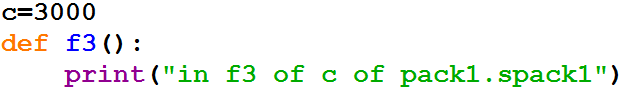 c=3000
def f3():
    print("in f3 of c of pack1.spack1")